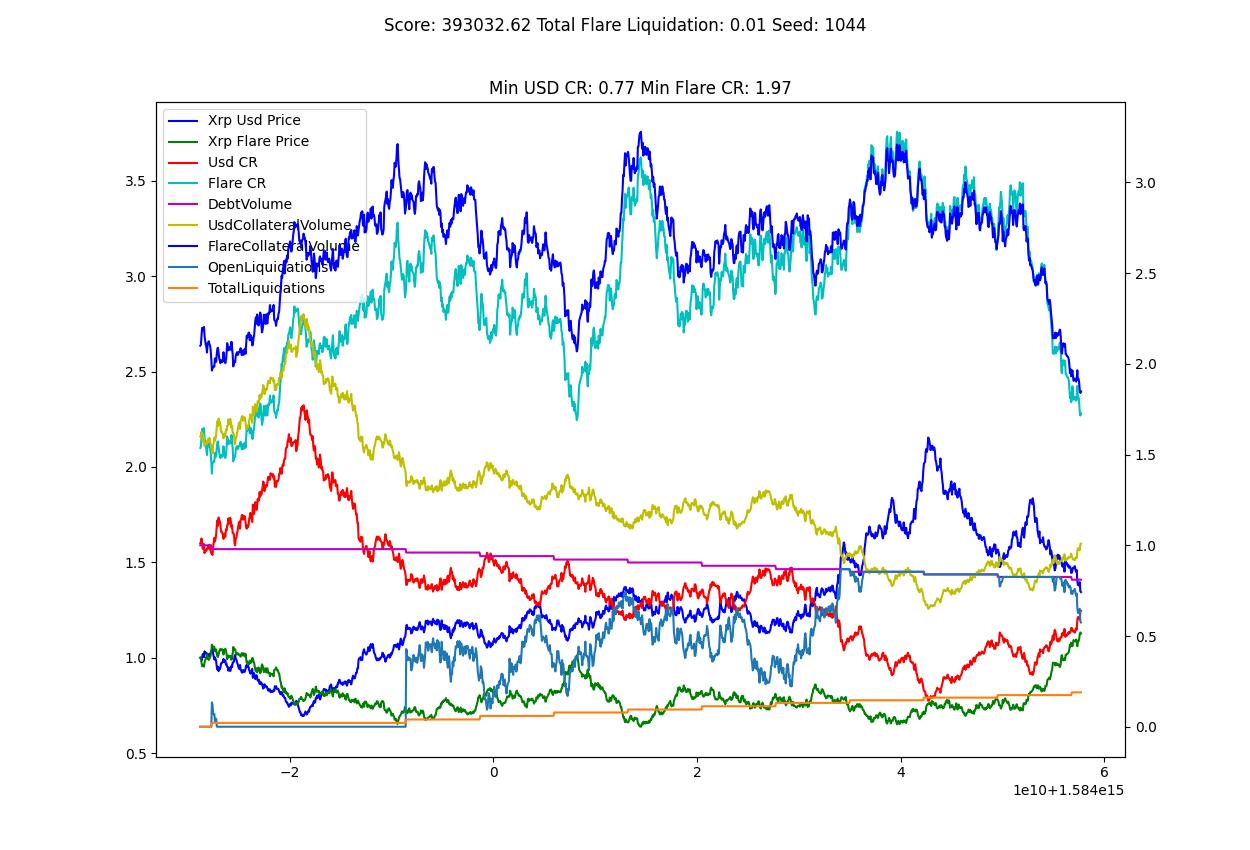 Score: 393032.62 Total Flare Liquidation: 0.01 Seed: 1044
Min USD CR: 0.77 Min Flare CR: 1.97
Xrp Usd Price
Xrp Flare Price
Usd CR
Flare CR
DebtVolume
UsdCollateralVolume
FlareCollateralVolume
OpenLiquidations
TotalLiquidations
3.5
3.0
2.5
2.0
1.5
1.0
0.5
3.0
2.5
2.0
1.5
1.0
0.5
0.0
−2
0
2
4
6
1e10+1.584e15